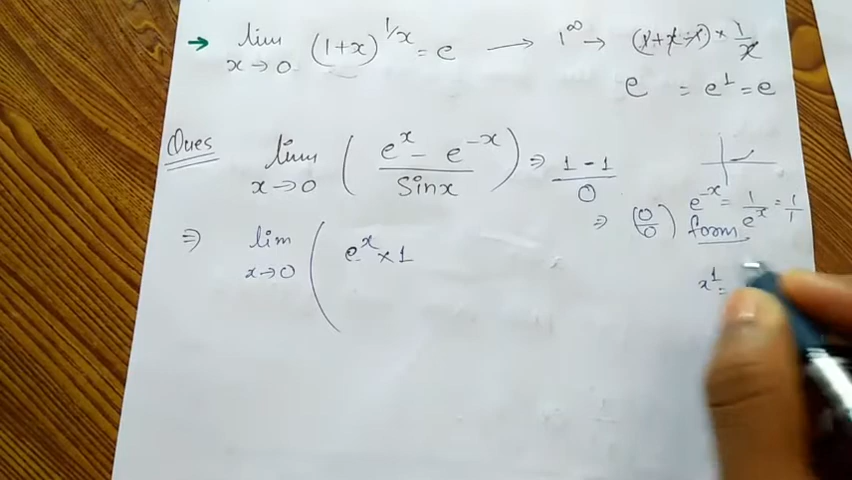 → lim x→0 (1+x)^1/x = e → 1^∞ → (1+x-1) × 1/x
e = e^1 = e
Ques lim x→0 ( (e^x - e^-x) / Sinx ) ⇒ (1-1)/0
e^-x = 1/e^x = 1/1
⇒ (0/0) form
⇒ lim x→0 ( e^x × 1
x^1 =